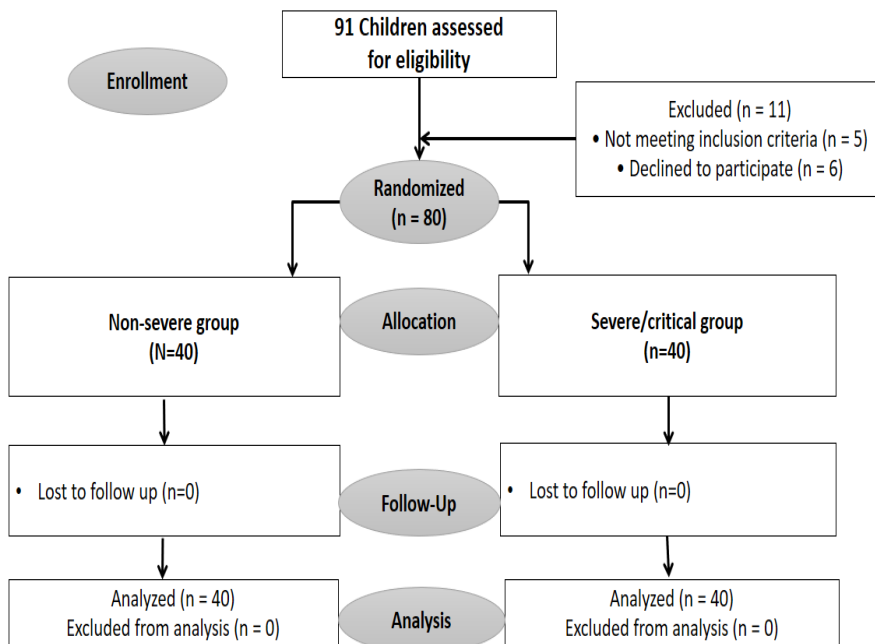 91 Children assessed
for eligibility
Enrollment
Excluded (n = 11)
• Not meeting inclusion criteria (n = 5)
• Declined to participate (n = 6)
Randomized
(n = 80)
Non-severe group
(N=40)
Allocation
Severe/critical group
(n=40)
• Lost to follow up (n=0)
Follow-Up
• Lost to follow up (n=0)
Analyzed (n = 40)
Excluded from analysis (n = 0)
Analysis
Analyzed (n = 40)
Excluded from analysis (n = 0)